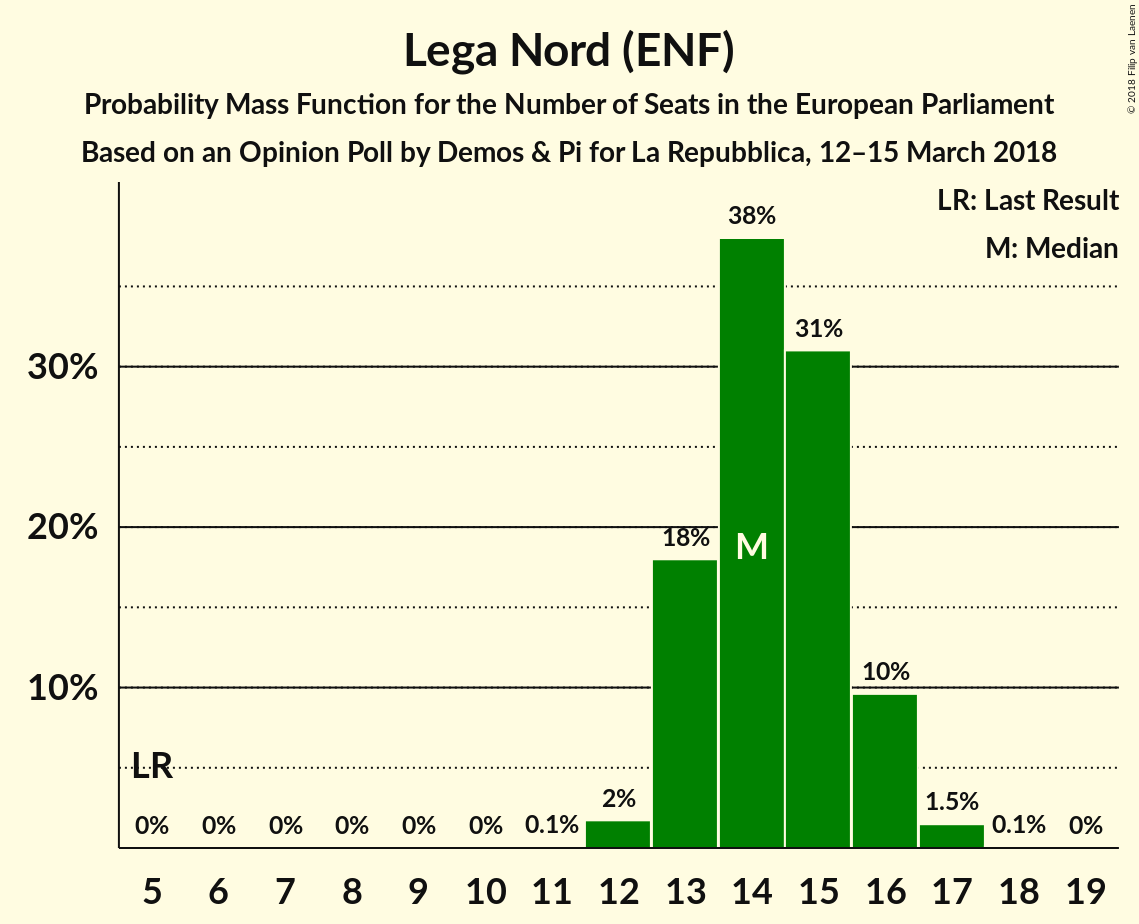 Lega Nord (ENF)
Probability Mass Function for the Number of Seats in the European Parliament
Based on an Opinion Poll by Demos & Pi for La Repubblica, 12–15 March 2018
© 2018 Filip van Laenen
LR: Last Result
M: Median
38%
31%
30%
20%
18%
M
10%
10%
LR
0%
0%
0%
0%
0%
0%
0.1%
2%
1.5%
0.1%
0%
5 6 7 8 9 10 11 12 13 14 15 16 17 18 19